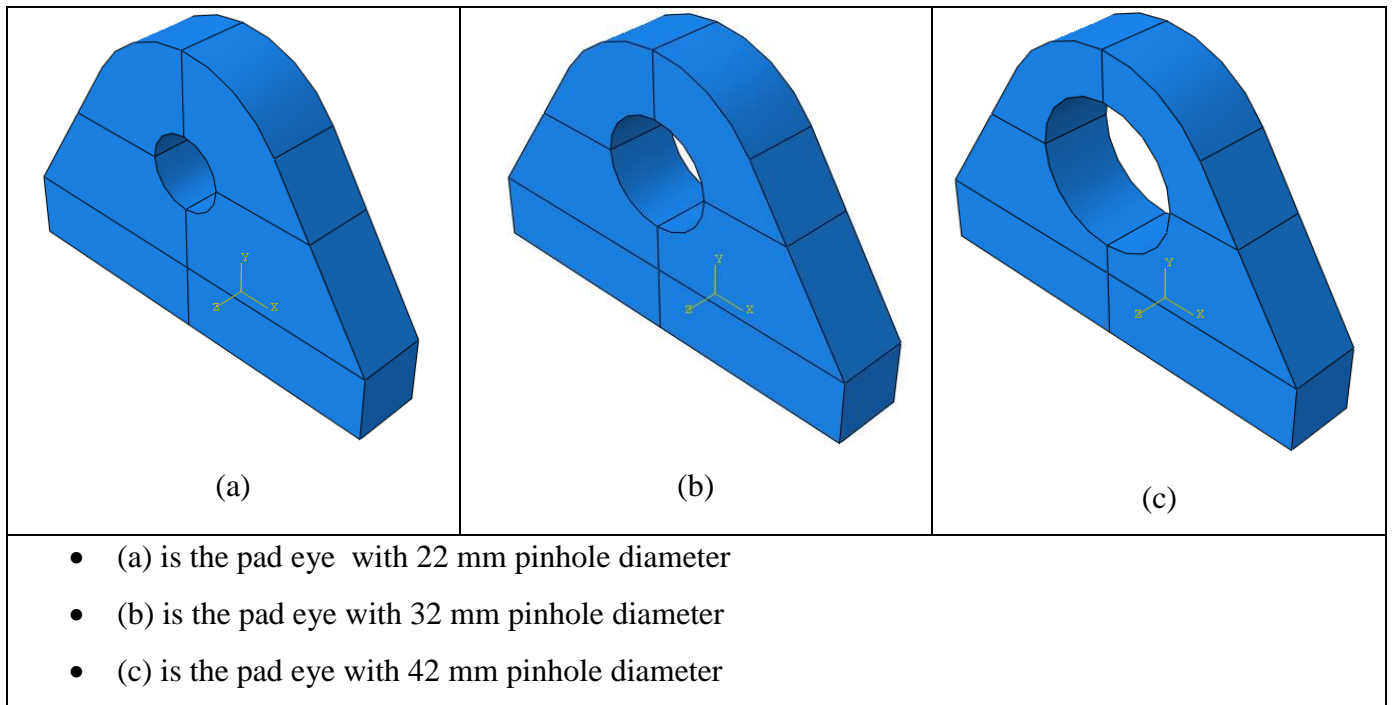 Y
Z
X
(a)
Y
Z
X
(b)
Y
Z
X
(c)
• (a) is the pad eye  with 22 mm pinhole diameter
• (b) is the pad eye with 32 mm pinhole diameter
• (c) is the pad eye with 42 mm pinhole diameter